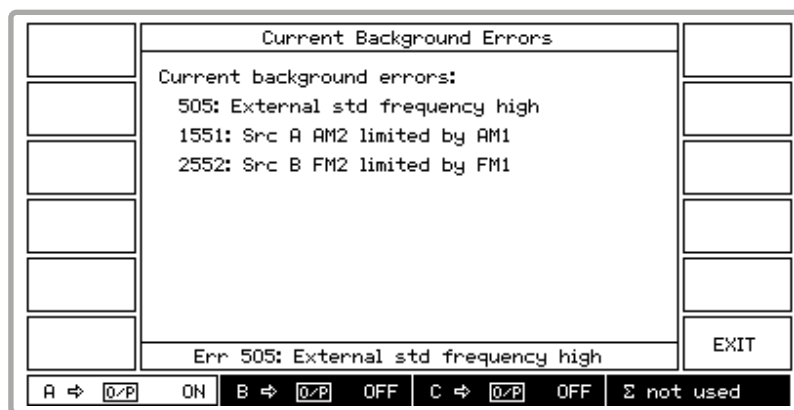 Current Background Errors
Current background errors:
505: External std frequency high
1551: Src A AM2 limited by AM1
2552: Src B FM2 limited by FM1
Err 505: External std frequency high
EXIT
A ⇨ O/P ON B ⇨ O/P OFF C ⇨ O/P OFF Σ not used